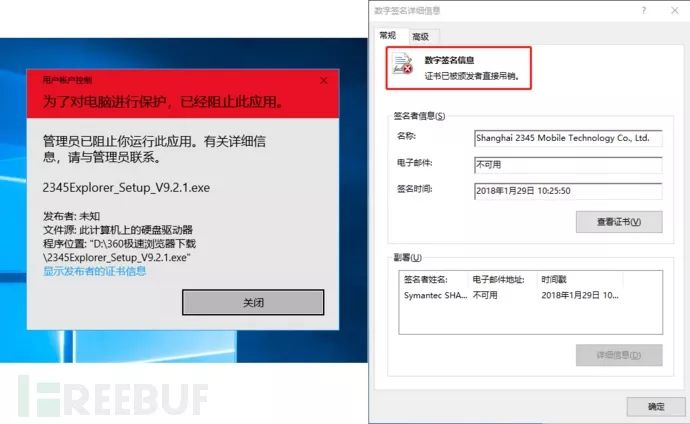 用户帐户控制
为了对电脑进行保护，已经阻止此应用。
管理员已阻止你运行此应用。有关详细信
息，请与管理员联系。
2345Explorer_Setup_V9.2.1.exe
发布者: 未知
文件源: 此计算机上的硬盘驱动器
程序位置: "D:\360极速浏览器下载
\2345Explorer_Setup_V9.2.1.exe"
显示发布者的证书信息
关闭
REEBUF
数字签名详细信息
常规 高级
数字签名信息
证书已被颁发者直接吊销。
签名者信息(S)
名称: Shanghai 2345 Mobile Technology Co., Ltd.
电子邮件: 不可用
签名时间: 2018年1月29日 10:25:50
查看证书(V)
副署(U)
签名者姓名: 电子邮件地址: 时间戳
Symantec SHA... 不可用 2018年1月29日 10...
详细信息(D)
确定